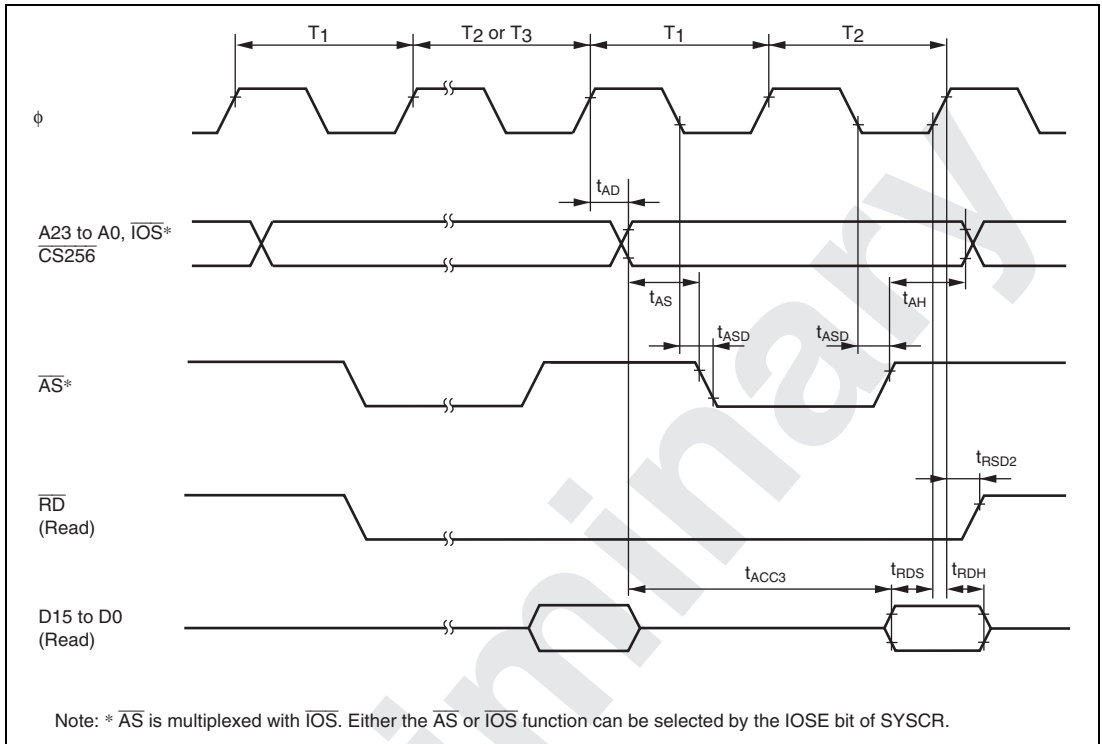 T1 T2 or T3 T1 T2
ϕ
tAD
A23 to A0, IOS*
CS256
tAS tAH
tASD tASD
AS*
tRSD2
RD
(Read)
tACC3 tRDS tRDH
D15 to D0
(Read)
Note: * AS is multiplexed with IOS. Either the AS or IOS function can be selected by the IOSE bit of SYSCR.
minary